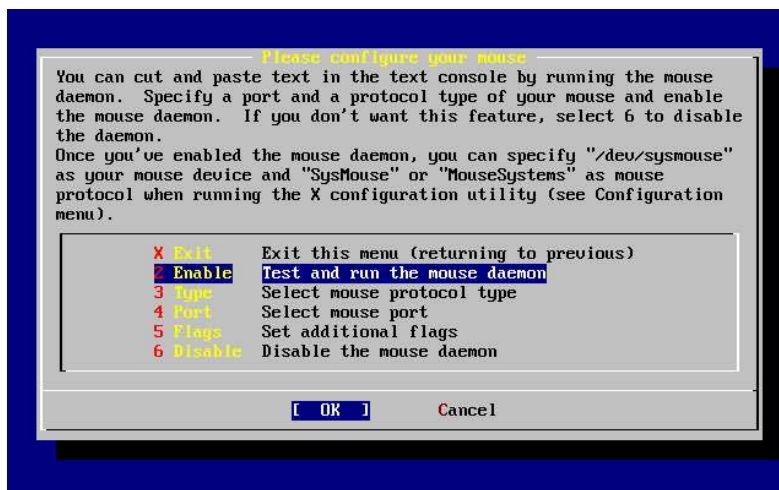 Please configure your mouse
You can cut and paste text in the text console by running the mouse
daemon.  Specify a port and a protocol type of your mouse and enable
the mouse daemon.  If you don't want this feature, select 6 to disable
the daemon.
Once you've enabled the mouse daemon, you can specify "/dev/sysmouse"
as your mouse device and "SysMouse" or "MouseSystems" as mouse
protocol when running the X configuration utility (see Configuration
menu).
X Exit Exit this menu (returning to previous)
2 Enable Test and run the mouse daemon
3 Type Select mouse protocol type
4 Port Select mouse port
5 Flags Set additional flags
6 Disable Disable the mouse daemon
[ OK ] Cancel